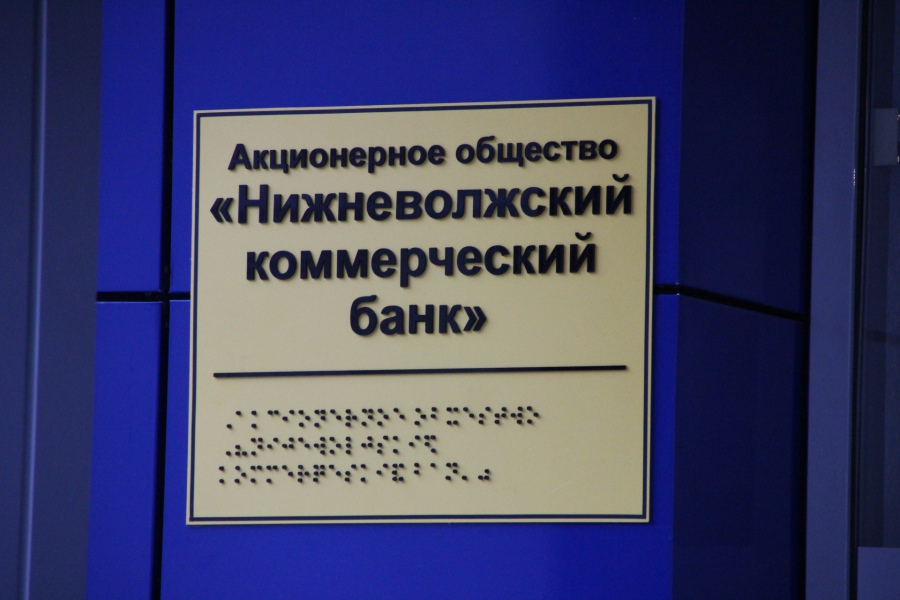 Акционерное общество
«Нижневолжский
коммерческий
банк»